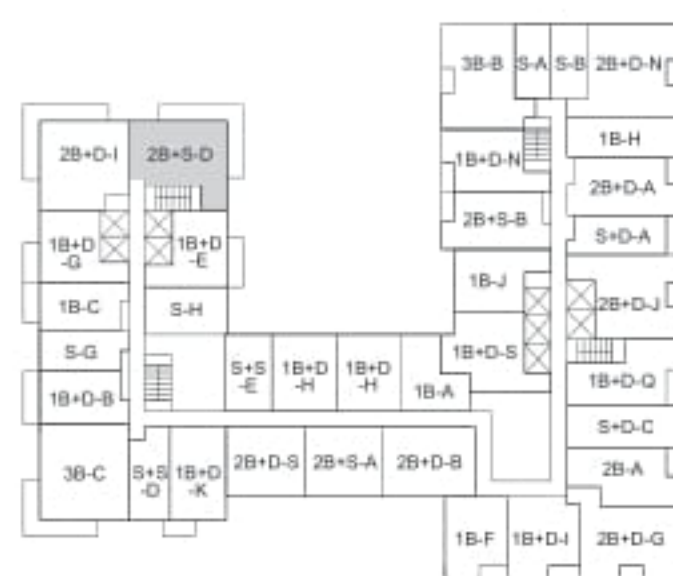 3B-B S-A S-B 2B+D-N
2B+D-I 2B+S-D
1B-H
1B+D-N
2B+D-A
2B+S-B
S+D-A
1B+D
-G
1B+D
-E
1B-J
2B+D-J
1B-C
S-H
S-G
1B+D-S
S+S
-E
1B+D
-H
1B+D
-H
1B-A
1B+D-Q
1B+D-B
S+D-C
3B-C
S+S
-D
1B+D
-K
2B+D-S
2B+S-A
2B+D-B
2B-A
1B-F
1B+D-I
2B+D-G